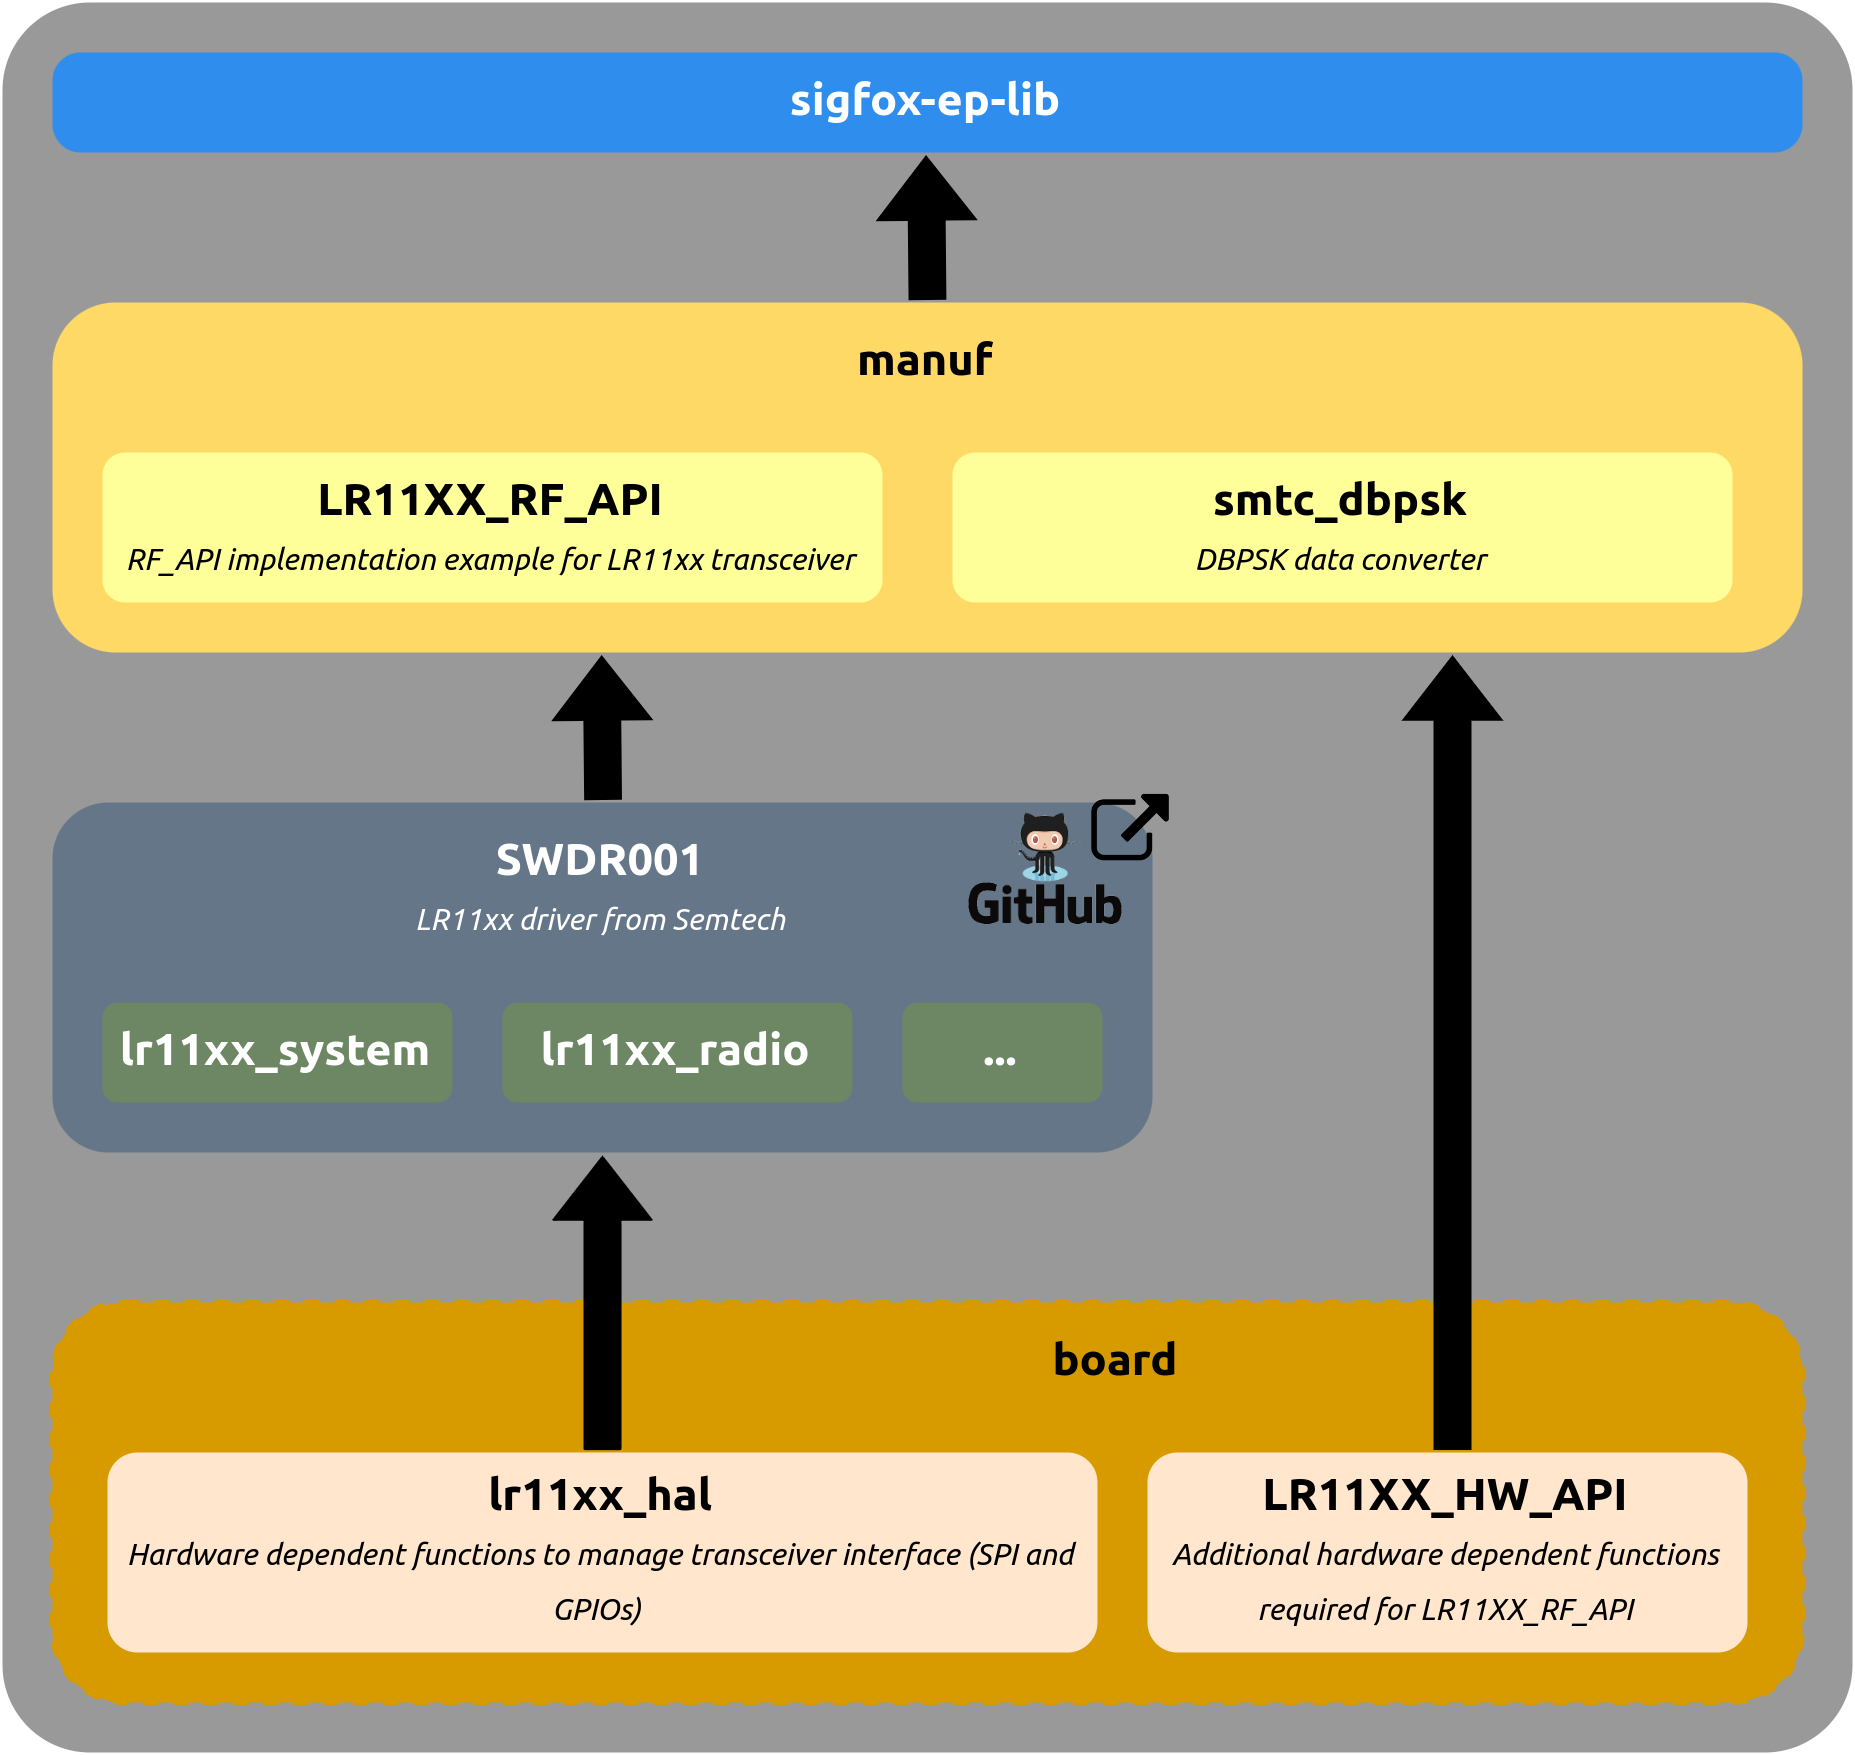 sigfox-ep-lib
manuf
LR11XX_RF_API
RF_API implementation example for LR11xx transceiver
smtc_dbpsk
DBPSK data converter
SWDR001
LR11xx driver from Semtech
GitHub
lr11xx_system
lr11xx_radio
...
board
lr11xx_hal
Hardware dependent functions to manage transceiver interface (SPI and
GPIOs)
LR11XX_HW_API
Additional hardware dependent functions
required for LR11XX_RF_API